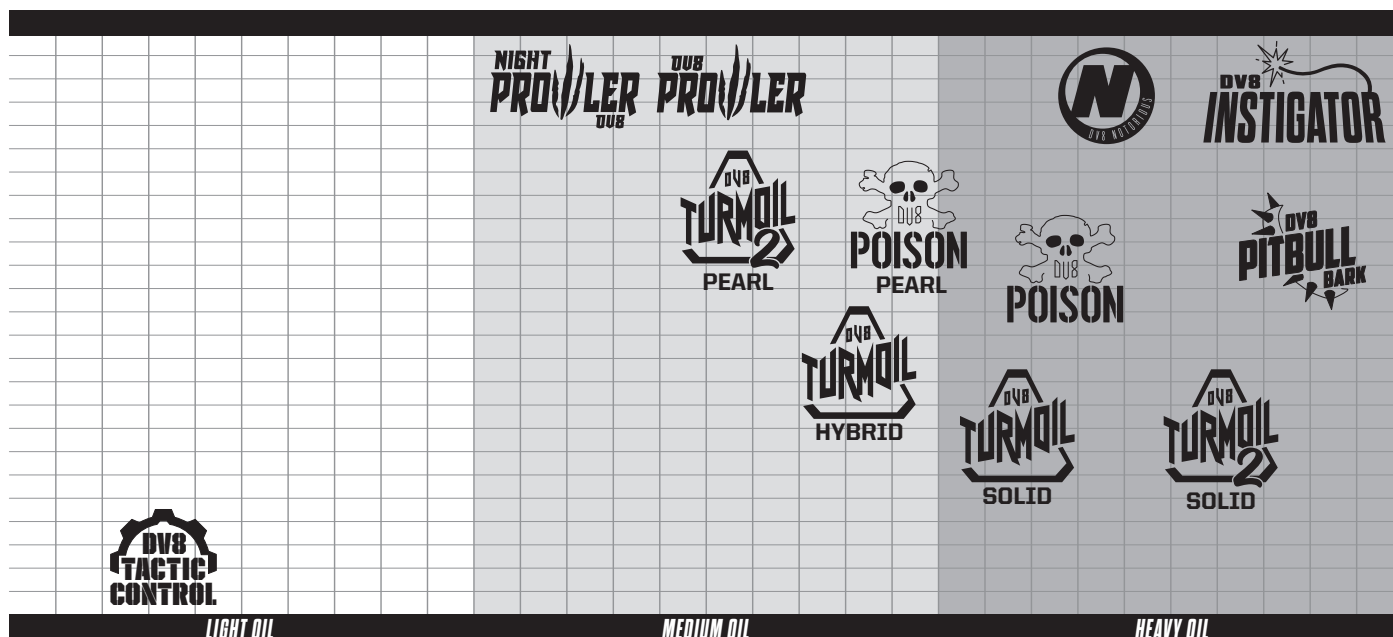 NIGHT
PROWLER
DV8
DV8
PROWLER
N
DV8 NOTORIOUS
DV8
INSTIGATOR
DV8
TURMOIL
2
PEARL
DV8
POISON
PEARL
DV8
POISON
DV8
PITBULL
BARK
DV8
TURMOIL
HYBRID
DV8
TURMOIL
SOLID
DV8
TURMOIL
2
SOLID
DV8
TACTIC
CONTROL
LIGHT OIL
MEDIUM OIL
HEAVY OIL